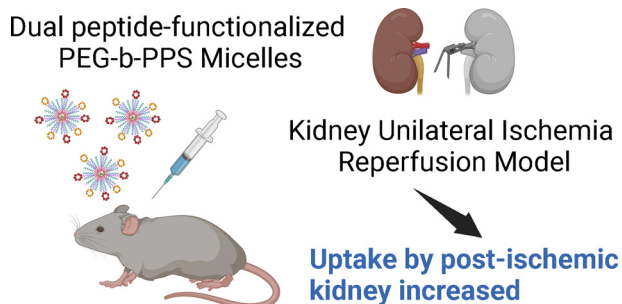 Dual peptide-functionalized
PEG-b-PPS Micelles
Kidney Unilateral Ischemia
Reperfusion Model
Uptake by post-ischemic
kidney increased